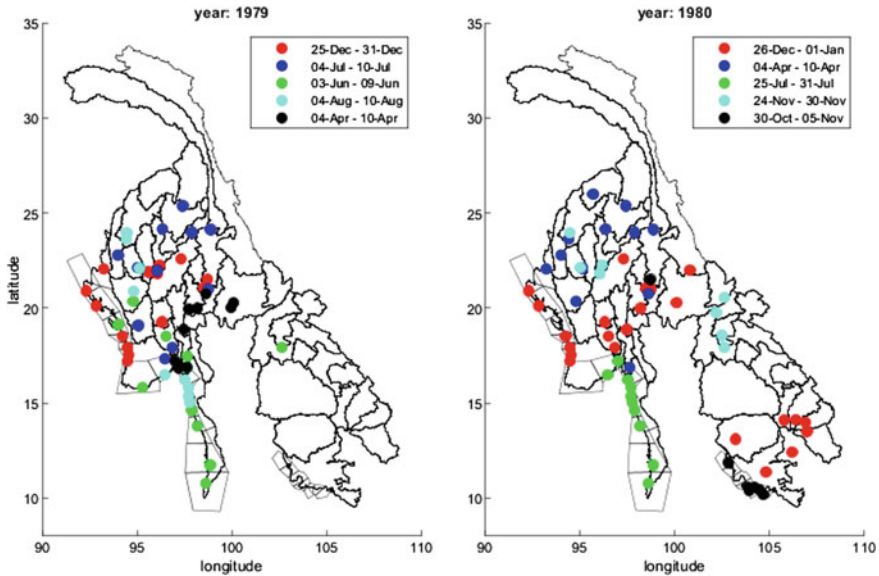 year: 1979
35
30
25
20
15
10
latitude
90
95
100
105
110
longitude
25-Dec - 31-Dec
04-Jul - 10-Jul
03-Jun - 09-Jun
04-Aug - 10-Aug
04-Apr - 10-Apr
year: 1980
35
30
25
20
15
10
90
95
100
105
110
longitude
26-Dec - 01-Jan
04-Apr - 10-Apr
25-Jul - 31-Jul
24-Nov - 30-Nov
30-Oct - 05-Nov